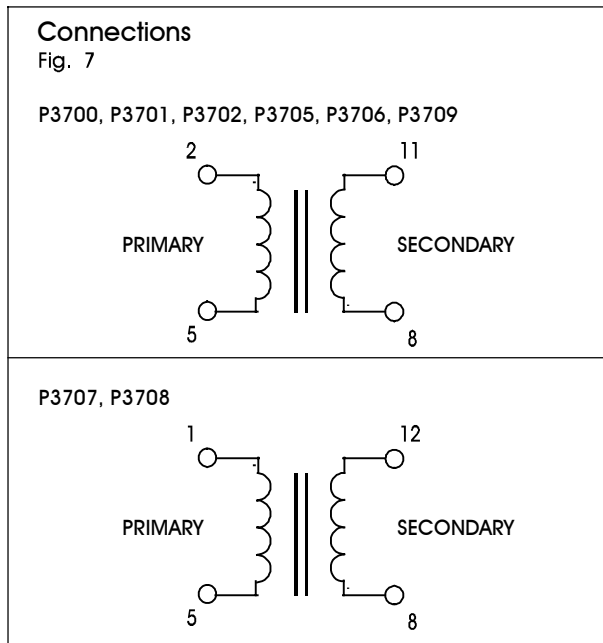 Connections
Fig. 7
P3700, P3701, P3702, P3705, P3706, P3709
2 11
PRIMARY SECONDARY
5 8
P3707, P3708
1 12
PRIMARY SECONDARY
5 8